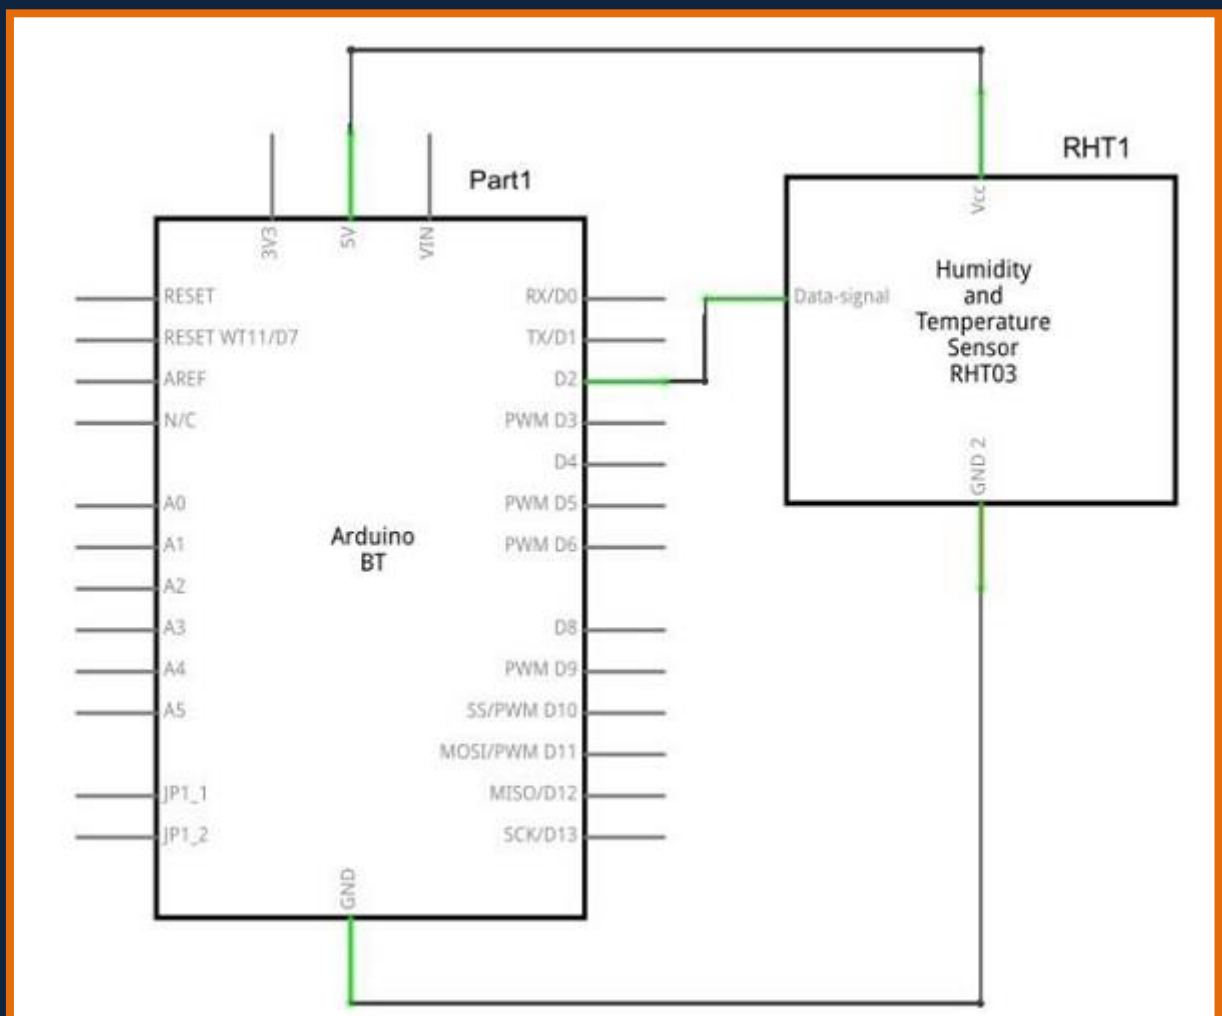 RHT1
Part1
3V3
5V
VIN
Vcc
RESET
RX/D0
Data-signal
Humidity
and
Temperature
Sensor
RHT03
RESET WT11/D7
TX/D1
AREF
D2
N/C
PWM D3
D4
GND 2
A0
PWM D5
Arduino
BT
A1
PWM D6
A2
A3
D8
A4
PWM D9
A5
SS/PWM D10
MOSI/PWM D11
JP1_1
MISO/D12
JP1_2
SCK/D13
GND